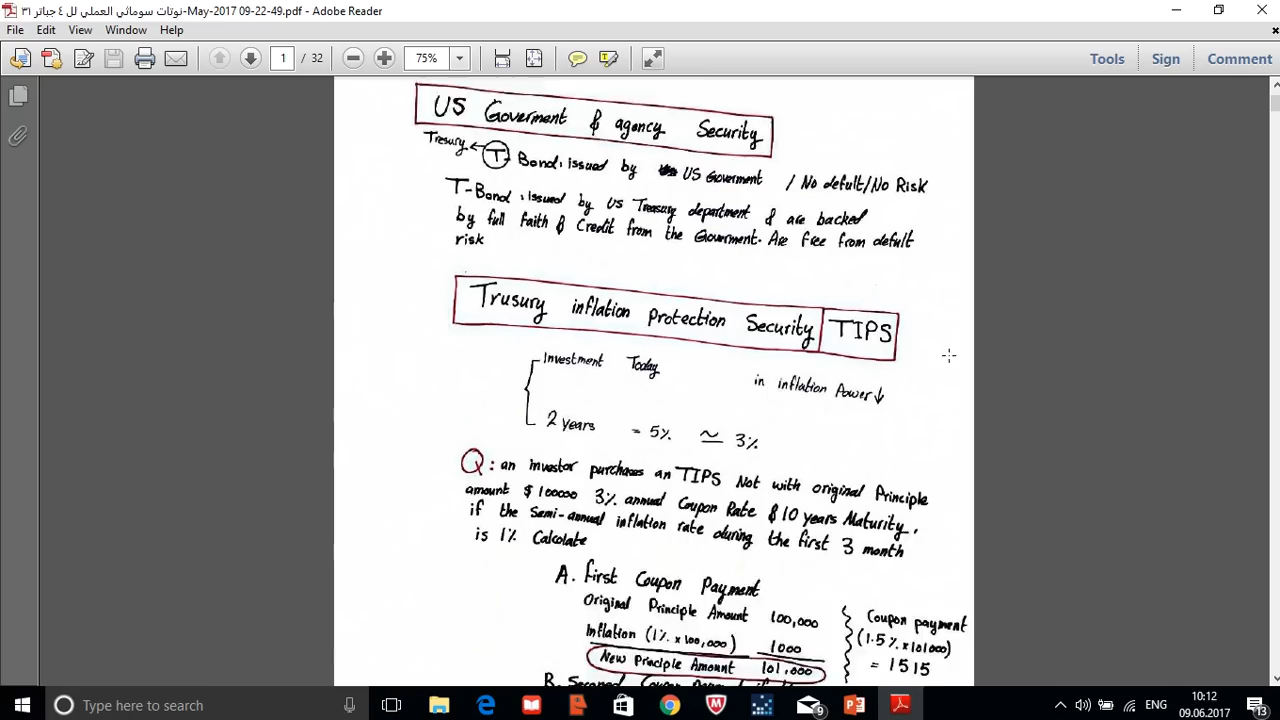 نوتات سوماثي العملي لل ٤ جباتر ٣١-May-2017 09-22-49.pdf - Adobe Reader
File Edit View Window Help
1 / 32 75% Tools Sign Comment
US Goverment & agency Security
Tresury ← T- Bond: issued by US Goverment / No defult/No Risk
T-Bond: issued by US Treasury department & are backed
by full faith & Credit from the Goverment. Are free from defult
risk
Trusury inflation protection Security TIPS
Investment Today
in inflation Power ↓
2 years = 5% ≃ 3%
Q: an investor purchases an TIPS Not with original Principle
amount $100000 3% annual Coupon Rate $10 years Maturity.
if the Semi-annual inflation rate during the first 3 month
is 1% Calculate
A. First Coupon Payment
Original Principle Amount 100,000
Inflation (1% x 100,000) 1000
New Principle Amount 101,000
Coupon payment
(1.5% x 101000)
= 1515
Type here to search
ENG
10:12
09.06.2017